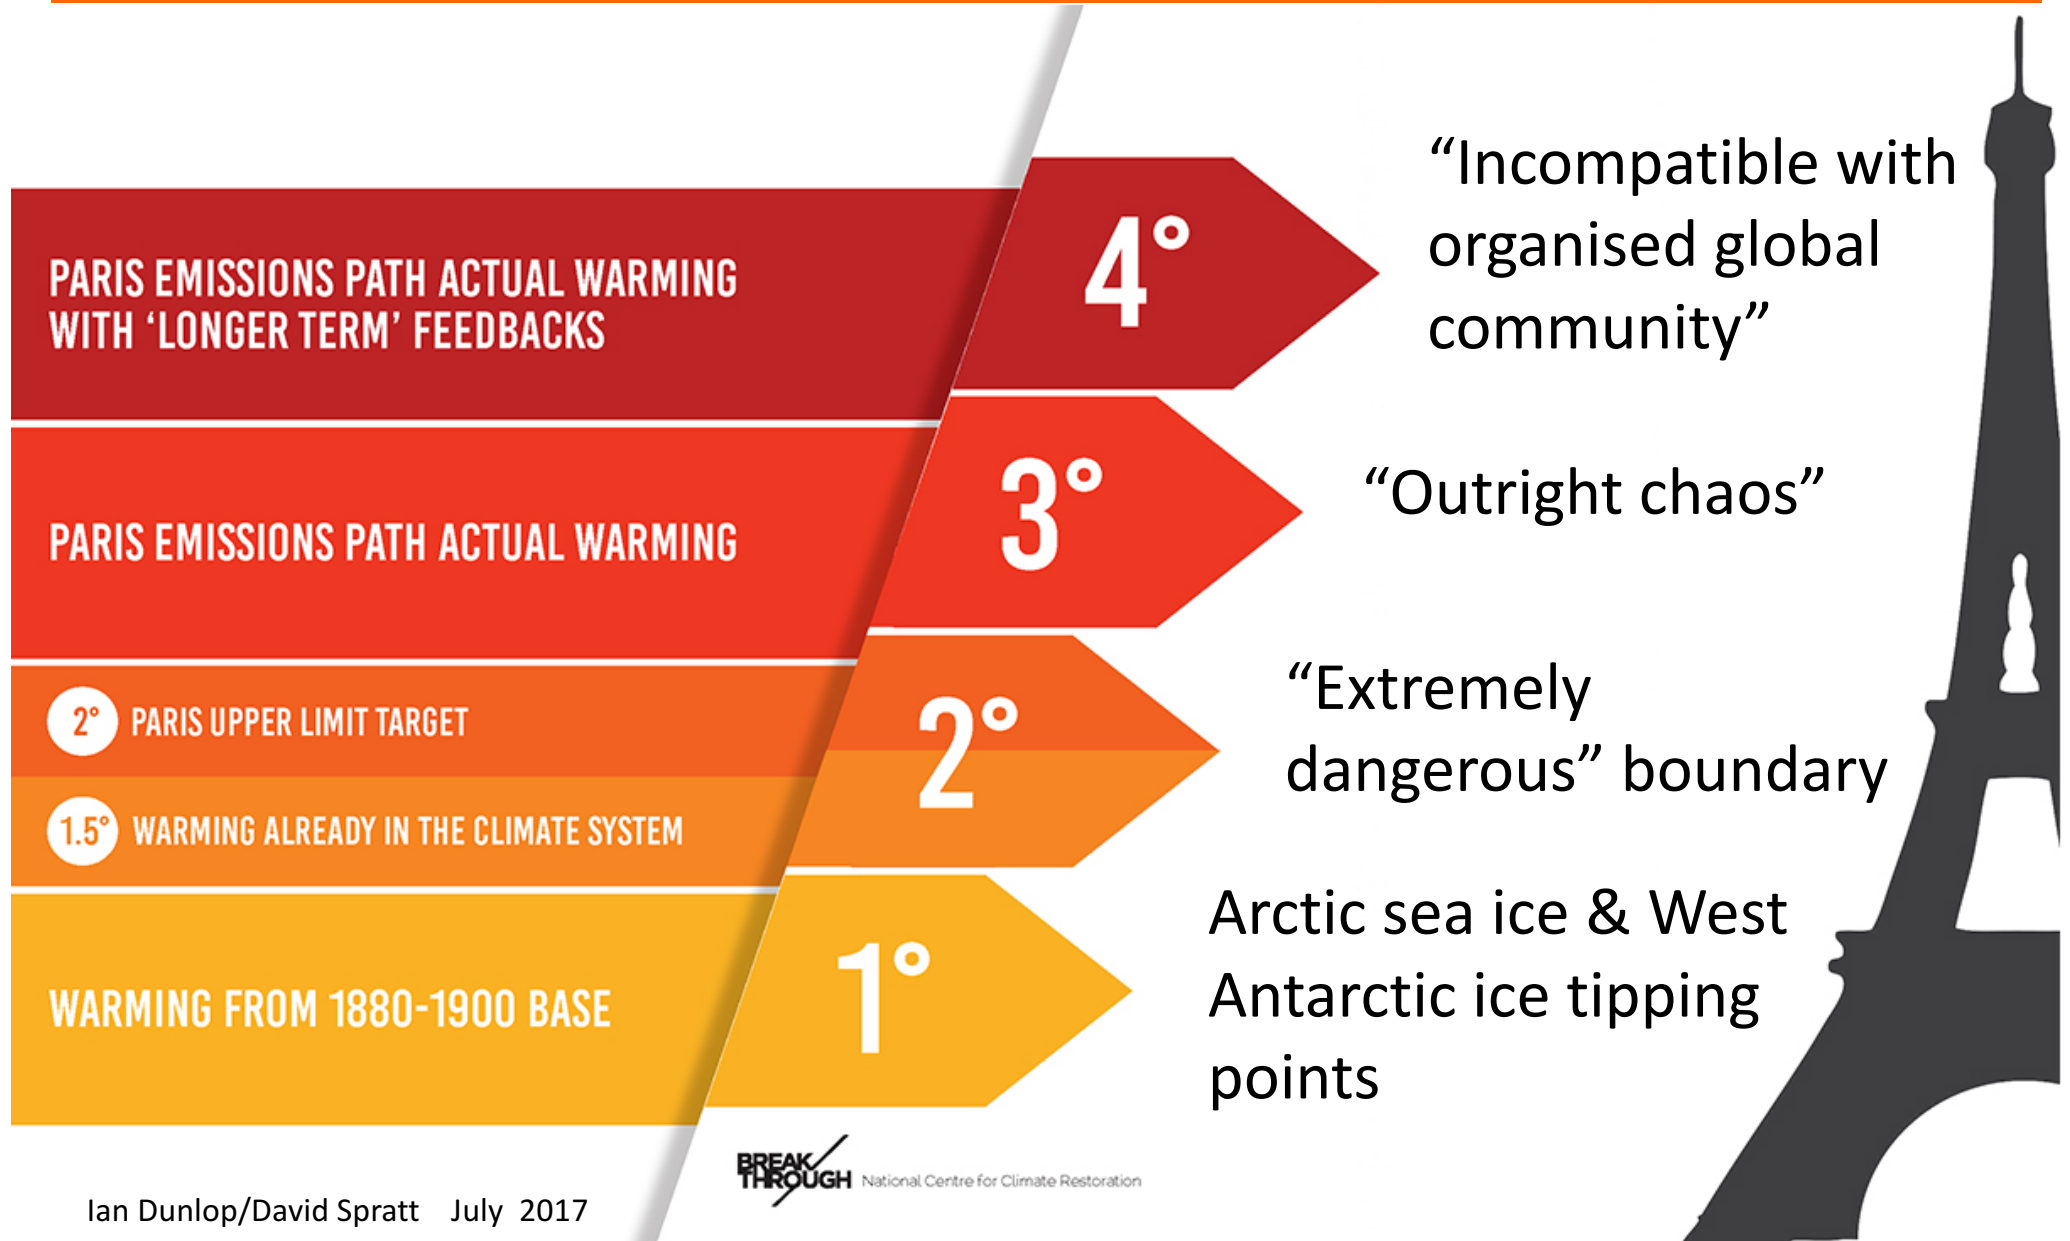 PARIS EMISSIONS PATH ACTUAL WARMING
WITH ‘LONGER TERM’ FEEDBACKS
4°
“Incompatible with
organised global
community”
PARIS EMISSIONS PATH ACTUAL WARMING
3°
“Outright chaos”
2° PARIS UPPER LIMIT TARGET
1.5° WARMING ALREADY IN THE CLIMATE SYSTEM
2°
“Extremely
dangerous” boundary
WARMING FROM 1880-1900 BASE
1°
Arctic sea ice & West
Antarctic ice tipping
points
BREAK
THROUGH National Centre for Climate Restoration
Ian Dunlop/David Spratt July 2017